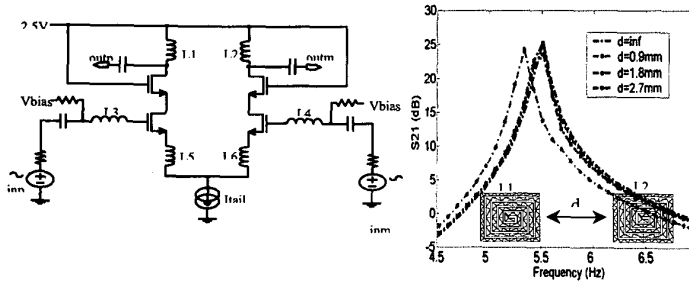 2.5V
L1
L2
outp
outm
Vbias
L3
L4
Vbias
L5
L6
inp
Itail
inm
S21 (dB)
30
25
20
15
10
5
0
-5
d=inf
d=0.9mm
d=1.8mm
d=2.7mm
L1
d
L2
4.5
5
5.5
6
6.5
Frequency (Hz)